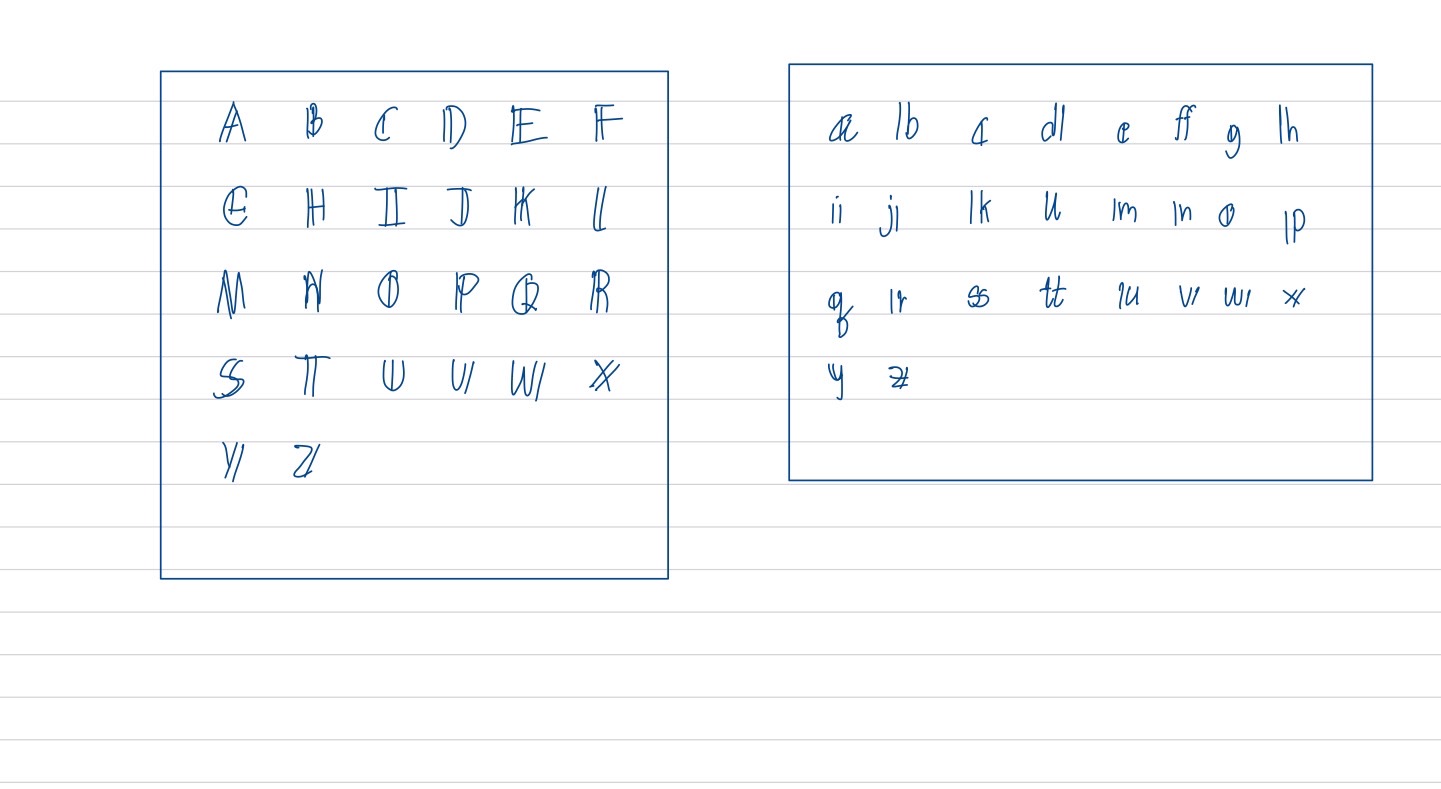 𝔸 𝔹 ℂ 𝔻 𝔼 𝔽
𝔾 ℍ 𝕀 𝕁 𝕂 𝕃
𝕄 ℕ 𝕆 ℙ ℚ ℝ
𝕊 𝕋 𝕌 𝕍 𝕎 𝕏
𝕐 ℤ
𝕒 𝕓 𝕔 𝕕 𝕖 𝕗 𝕘 𝕙
𝕚 𝕛 𝕜 𝕝 𝕞 𝕟 𝕠 𝕡
𝕢 𝕣 𝕤 𝕥 𝕦 𝕧 𝕨 𝕩
𝕪 𝕫